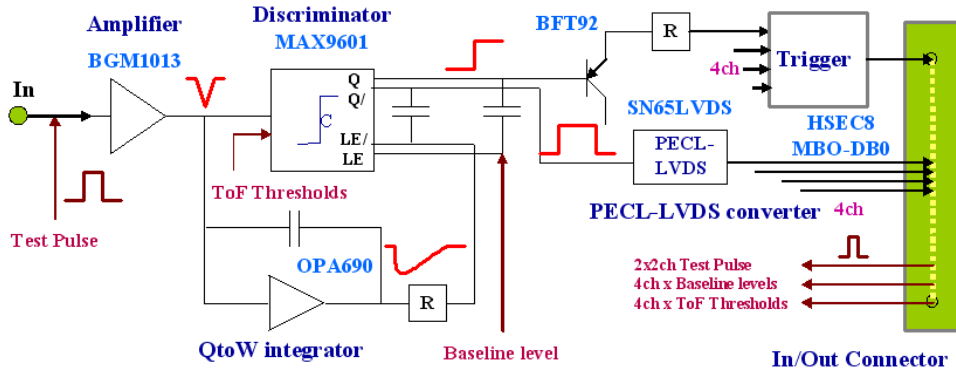 Amplifier
BGM1013
Discriminator
MAX9601
BFT92
R
Trigger
4ch
In
Q
Q/
C
LE/
LE
SN65LVDS
HSEC8
MBO-DB0
PECL-
LVDS
ToF Thresholds
Test Pulse
PECL-LVDS converter
4ch
OPA690
R
2x2ch Test Pulse
4ch x Baseline levels
4ch x ToF Thresholds
QtoW integrator
Baseline level
In/Out Connector